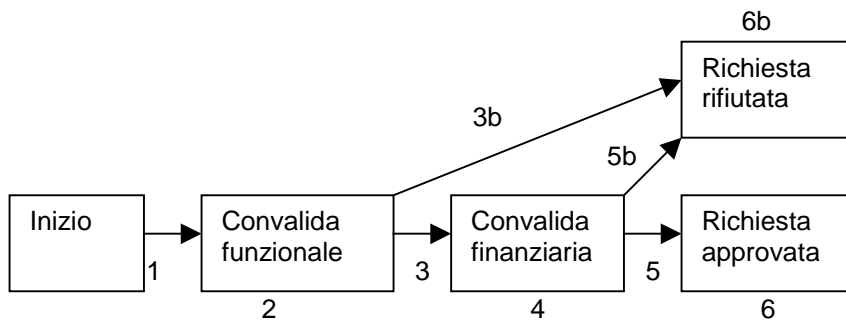 6b
Richiesta
rifiutata
3b
5b
Inizio
Convalida
funzionale
Convalida
finanziaria
Richiesta
approvata
1
3
5
2
4
6